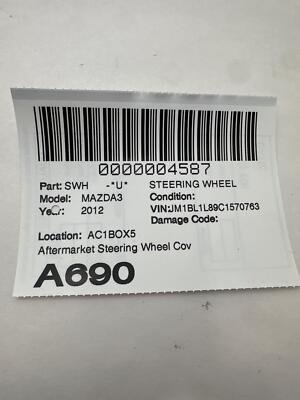 0000004587
Part: SWH -*U* STEERING WHEEL
Model: MAZDA3 Condition:
Year: 2012 VIN:JM1BL1L89C1570763
Damage Code:
Location: AC1BOX5
Aftermarket Steering Wheel Cov
A690